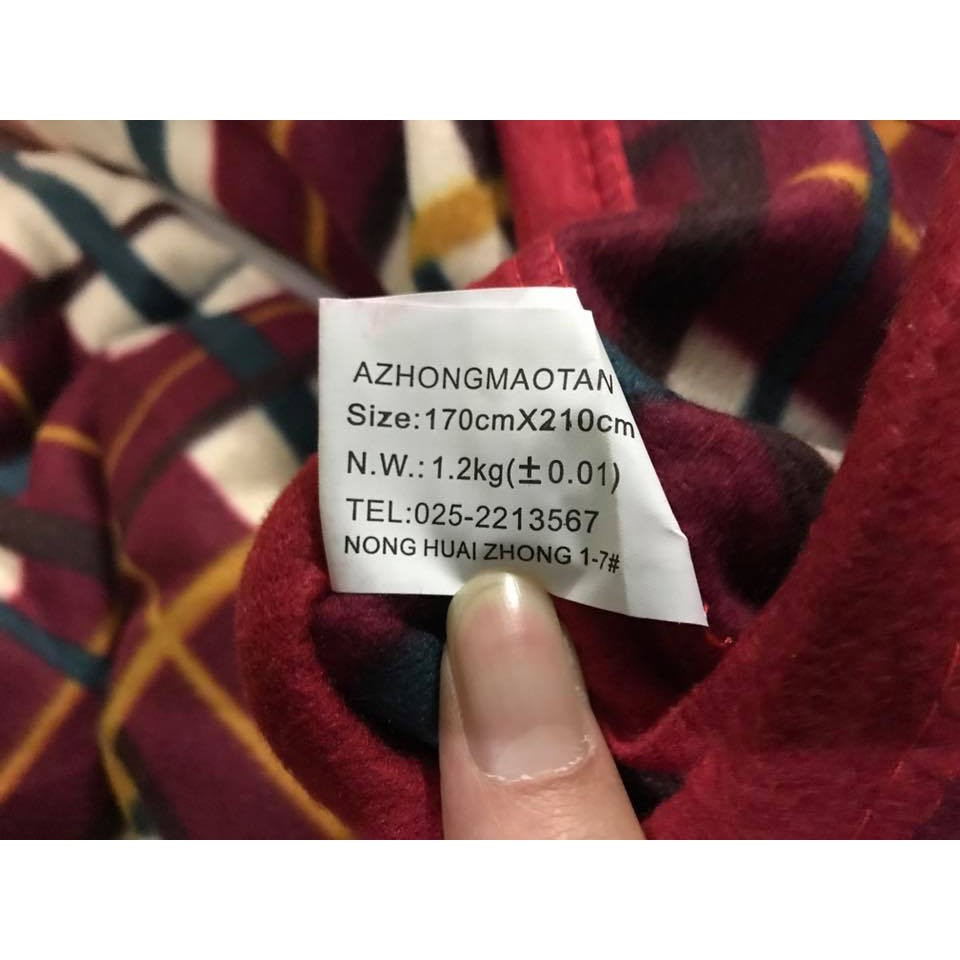 AZHONGMAOTAN
Size:170cmX210cm
N.W.:1.2kg(±0.01)
TEL:025-2213567
NONG HUAI ZHONG 1-7#